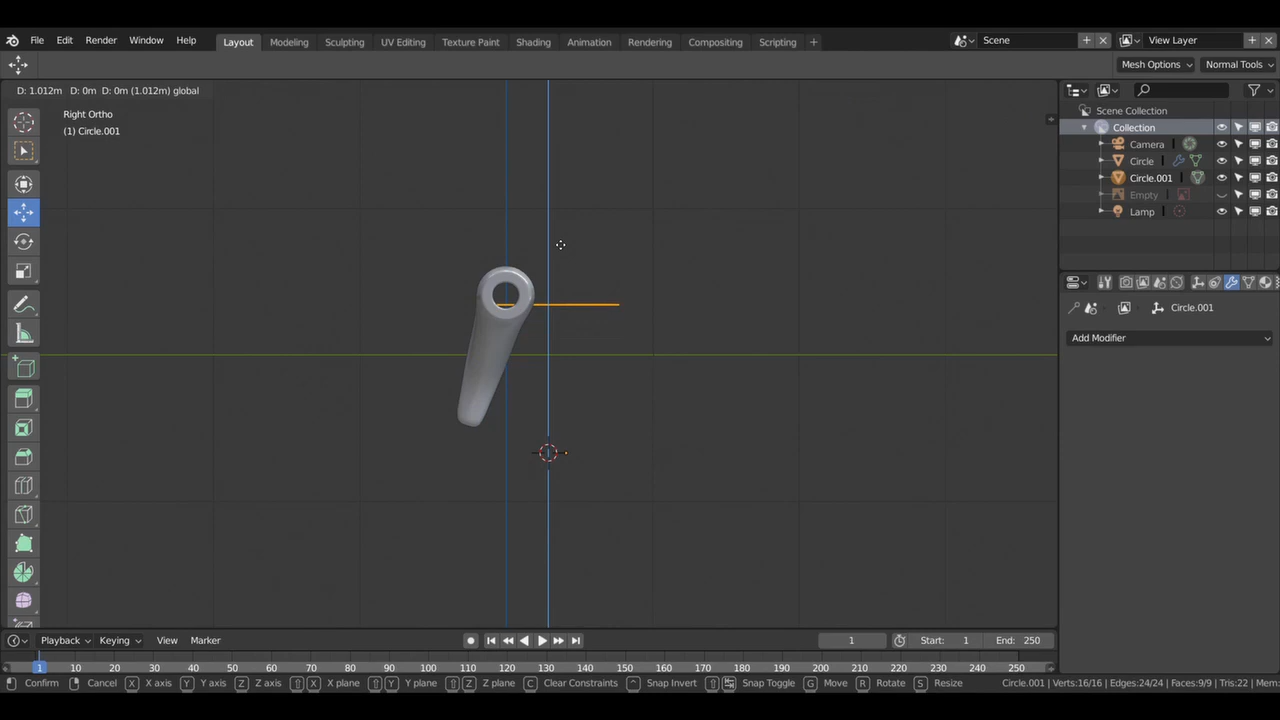 File Edit Render Window Help Layout Modeling Sculpting UV Editing Texture Paint Shading Animation Rendering Compositing Scripting + Scene View Layer
Mesh Options Normal Tools
D: 1.012m D: 0m D: 0m (1.012m) global
Right Ortho
(1) Circle.001
Scene Collection
Collection
Camera
Circle
Circle.001
Empty
Lamp
Circle.001
Add Modifier
Playback Keying View Marker 1 Start: 1 End: 250
1 10 20 30 40 50 60 70 80 90 100 110 120 130 140 150 160 170 180 190 200 210 220 230 240 250
Confirm Cancel X X axis Y Y axis Z Z axis X X plane Y Y plane Z Z plane C Clear Constraints ^ Snap Invert Snap Toggle G Move R Rotate S Resize Circle.001 | Verts:16/16 | Edges:24/24 | Faces:9/9 | Tris:22 | Mem: